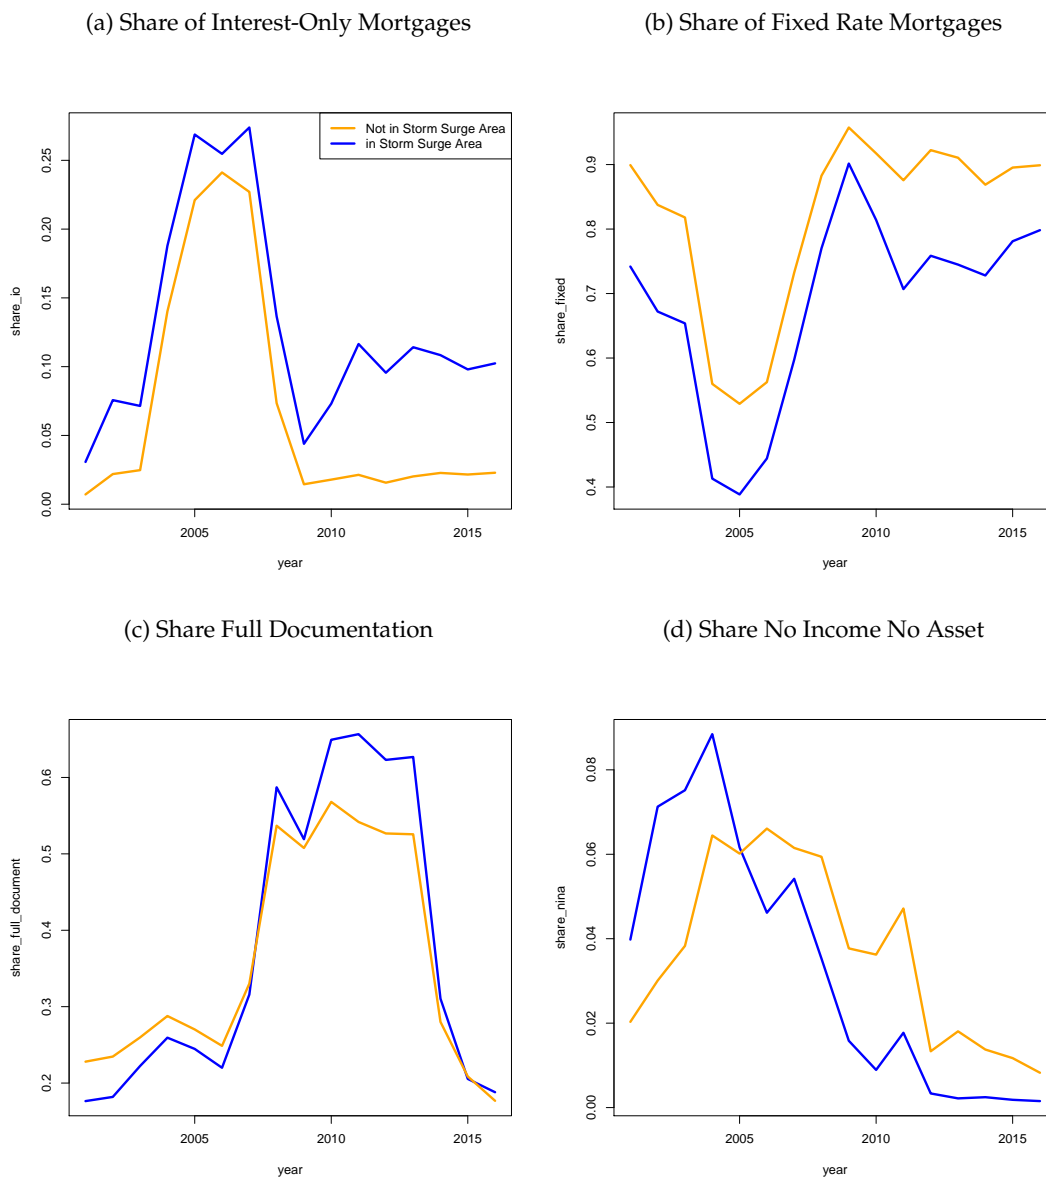 (a) Share of Interest-Only Mortgages
(b) Share of Fixed Rate Mortgages
Not in Storm Surge Area
in Storm Surge Area
share_io
0.00
0.05
0.10
0.15
0.20
0.25
2005
2010
2015
year
share_fixed
0.4
0.5
0.6
0.7
0.8
0.9
2005
2010
2015
year
(c) Share Full Documentation
(d) Share No Income No Asset
share_full_document
0.2
0.3
0.4
0.5
0.6
2005
2010
2015
year
share_nina
0.00
0.02
0.04
0.06
0.08
2005
2010
2015
year